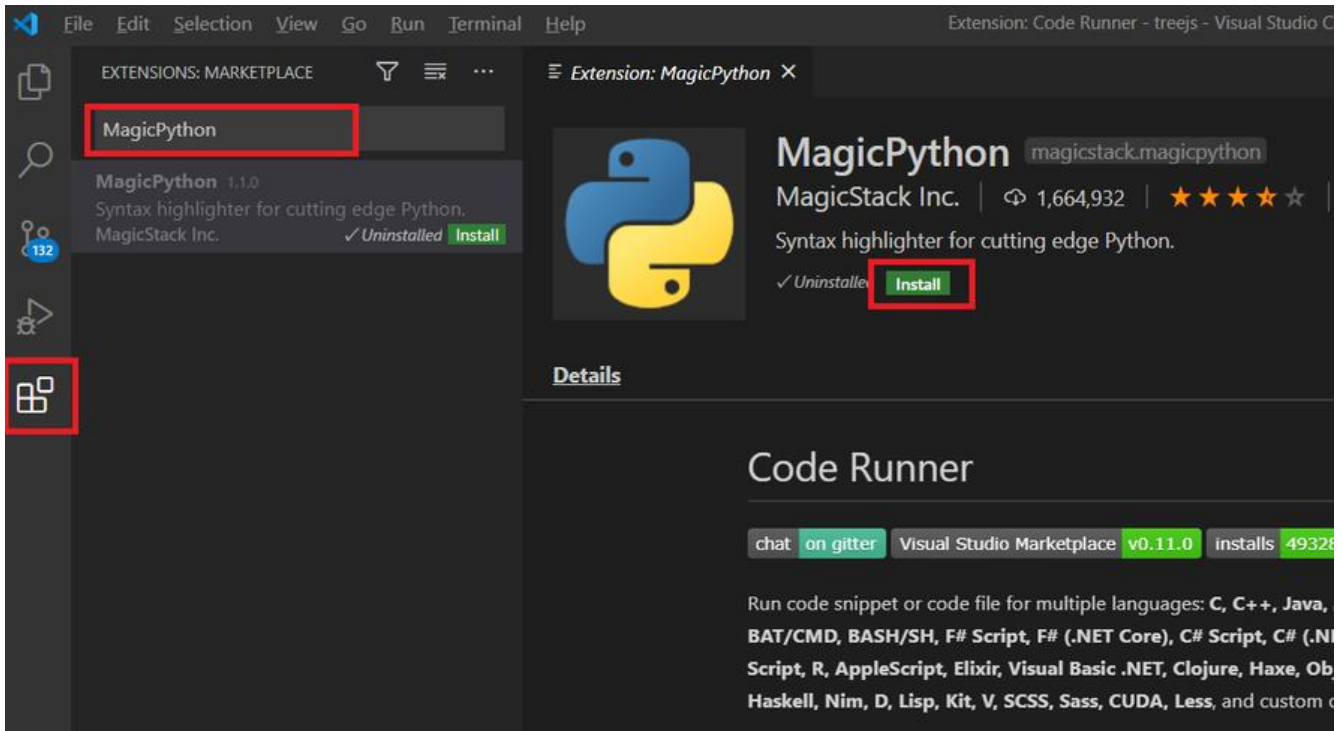 File Edit Selection View Go Run Terminal Help
Extension: Code Runner - treejs - Visual Studio
EXTENSIONS: MARKETPLACE
Extension: MagicPython
MagicPython
MagicPython 1.1.0
Syntax highlighter for cutting edge Python.
MagicStack Inc. ✓ Uninstalled Install
132
MagicPython magicstack.magicpython
MagicStack Inc. | 1,664,932 |
Syntax highlighter for cutting edge Python.
✓ Uninstalle Install
Details
Code Runner
chat on gitter Visual Studio Marketplace v0.11.0 installs 49328
Run code snippet or code file for multiple languages: C, C++, Java,
BAT/CMD, BASH/SH, F# Script, F# (.NET Core), C# Script, C# (.
Script, R, AppleScript, Elixir, Visual Basic .NET, Clojure, Haxe,
Haskell, Nim, D, Lisp, Kit, V, SCSS, Sass, CUDA, Less, and custom